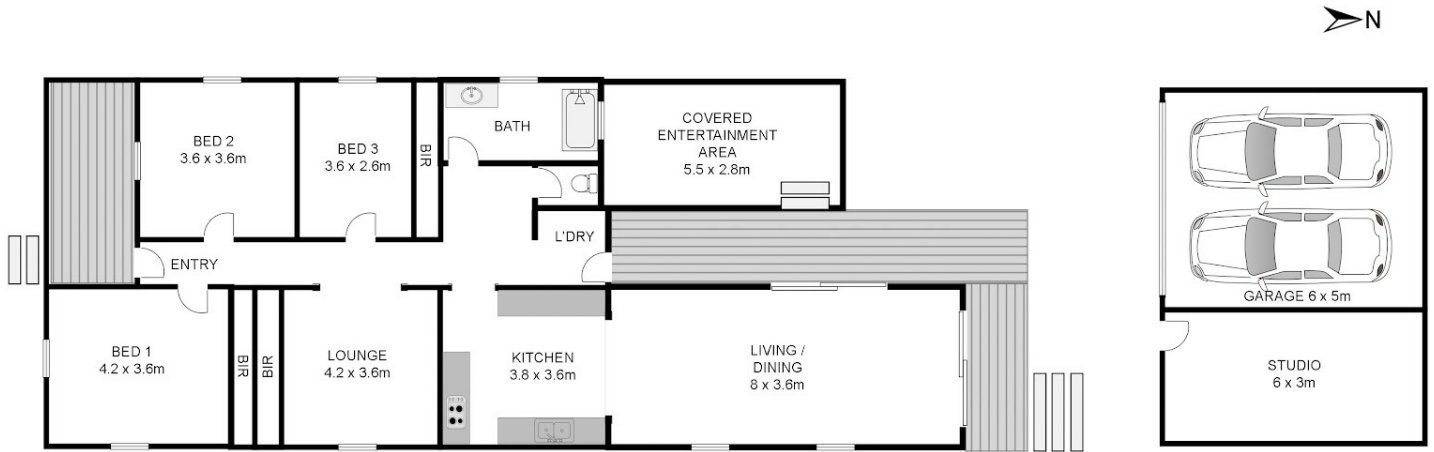 N
BED 2
3.6 x 3.6m
BED 3
3.6 x 2.6m
BIR
BATH
COVERED
ENTERTAINMENT
AREA
5.5 x 2.8m
L'DRY
ENTRY
BED 1
4.2 x 3.6m
BIR
BIR
LOUNGE
4.2 x 3.6m
KITCHEN
3.8 x 3.6m
LIVING /
DINING
8 x 3.6m
GARAGE 6 x 5m
STUDIO
6 x 3m